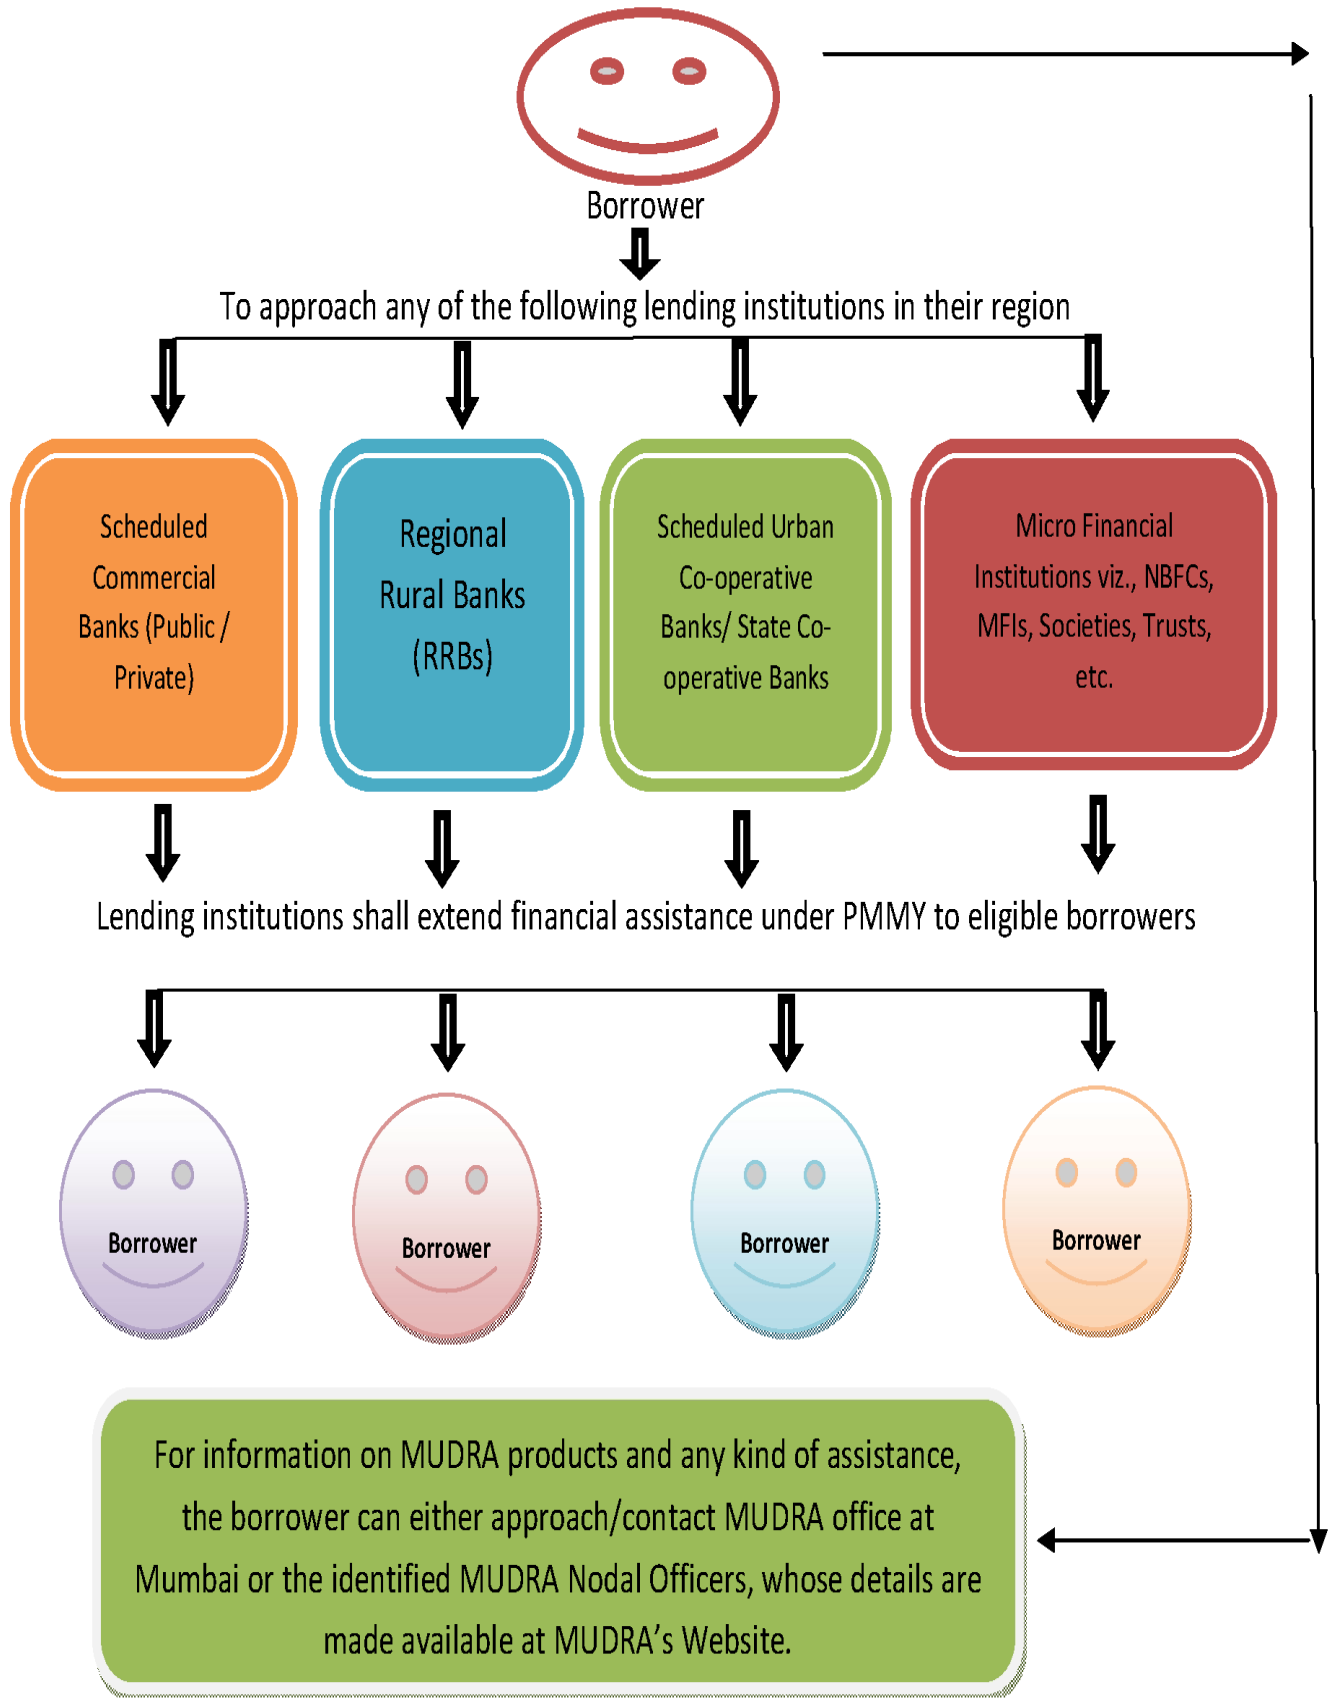 Borrower
To approach any of the following lending institutions in their region
Scheduled
Commercial
Banks (Public /
Private)
Regional
Rural Banks
(RRBs)
Scheduled Urban
Co-operative
Banks/ State Co-
operative Banks
Micro Financial
Institutions viz., NBFCs,
MFIs, Societies, Trusts,
etc.
Lending institutions shall extend financial assistance under PMMY to eligible borrowers
Borrower
Borrower
Borrower
Borrower
For information on MUDRA products and any kind of assistance,
the borrower can either approach/contact MUDRA office at
Mumbai or the identified MUDRA Nodal Officers, whose details are
made available at MUDRA’s Website.